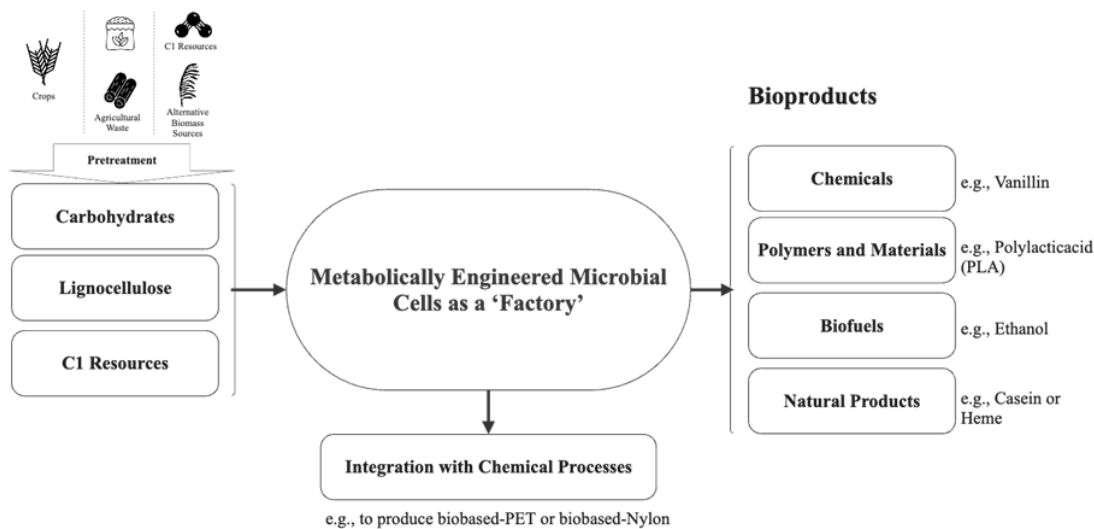 C1 Resources
Crops
Agricultural
Waste
Alternative
Biomass
Sources
Pretreatment
Carbohydrates
Lignocellulose
C1 Resources
Metabolically Engineered Microbial
Cells as a ‘Factory’
Integration with Chemical Processes
e.g., to produce biobased-PET or biobased-Nylon
Bioproducts
Chemicals
e.g., Vanillin
Polymers and Materials
e.g., Polylacticacid
(PLA)
Biofuels
e.g., Ethanol
Natural Products
e.g., Casein or
Heme